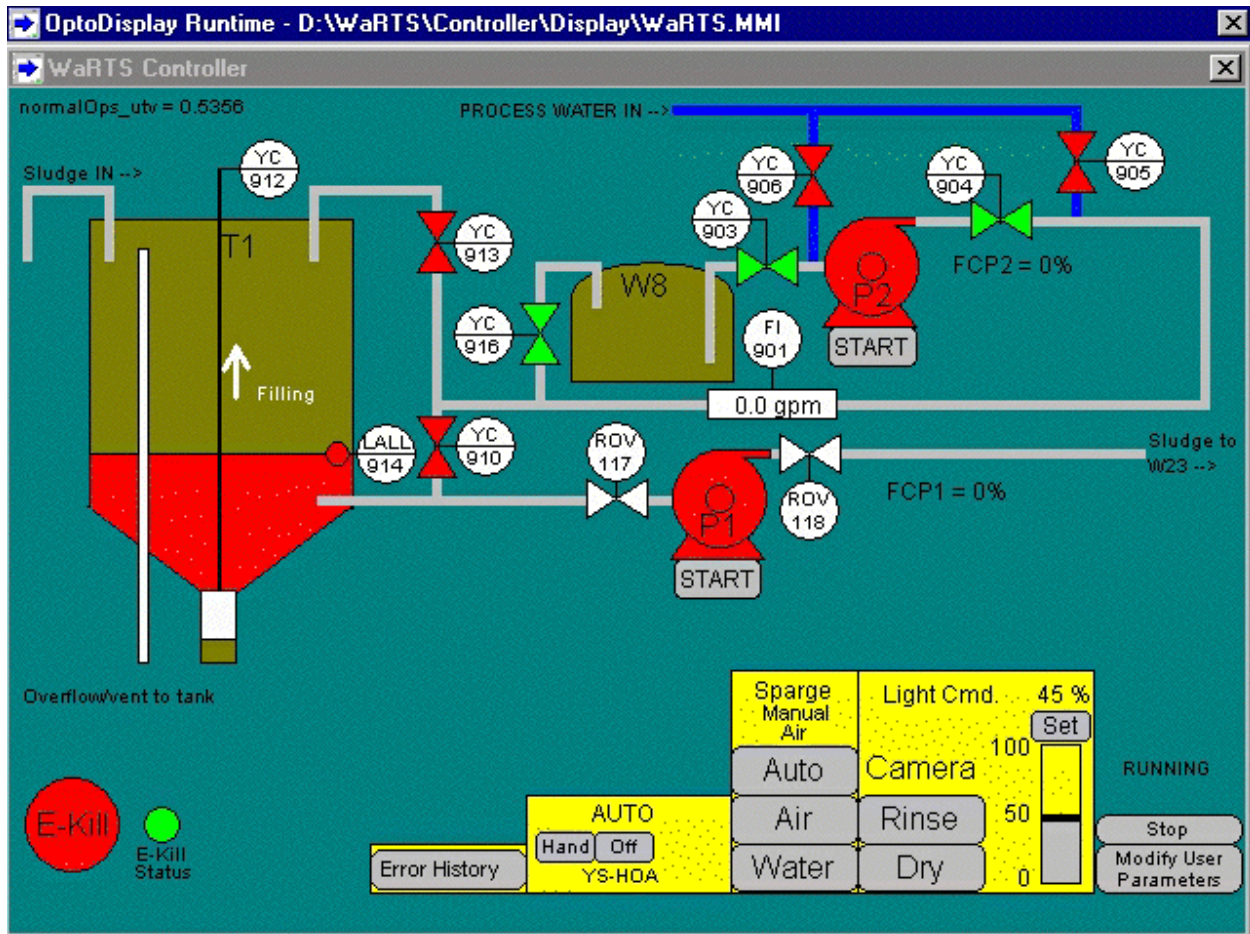 OptoDisplay Runtime - D:\WaRTS\Controller\Display\WaRTS.MMI
WaRTS Controller
normalOps_utv = 0.5356
PROCESS WATER IN -->
Sludge IN -->
YC
912
YC
913
YC
906
YC
904
YC
905
YC
903
T1
W8
P2
FCP2 = 0%
START
YC
916
FI
901
0.0 gpm
Filling
LALL
914
YC
910
ROV
117
Sludge to
W23 -->
P1
ROV
118
FCP1 = 0%
START
Overflow/vent to tank
E-Kill
E-Kill
Status
Error History
AUTO
Hand
Off
YS-HOA
Sparge
Manual
Air
Auto
Air
Water
Light Cmd.
45 %
Set
100
Camera
50
Rinse
Dry
0
RUNNING
Stop
Modify User
Parameters